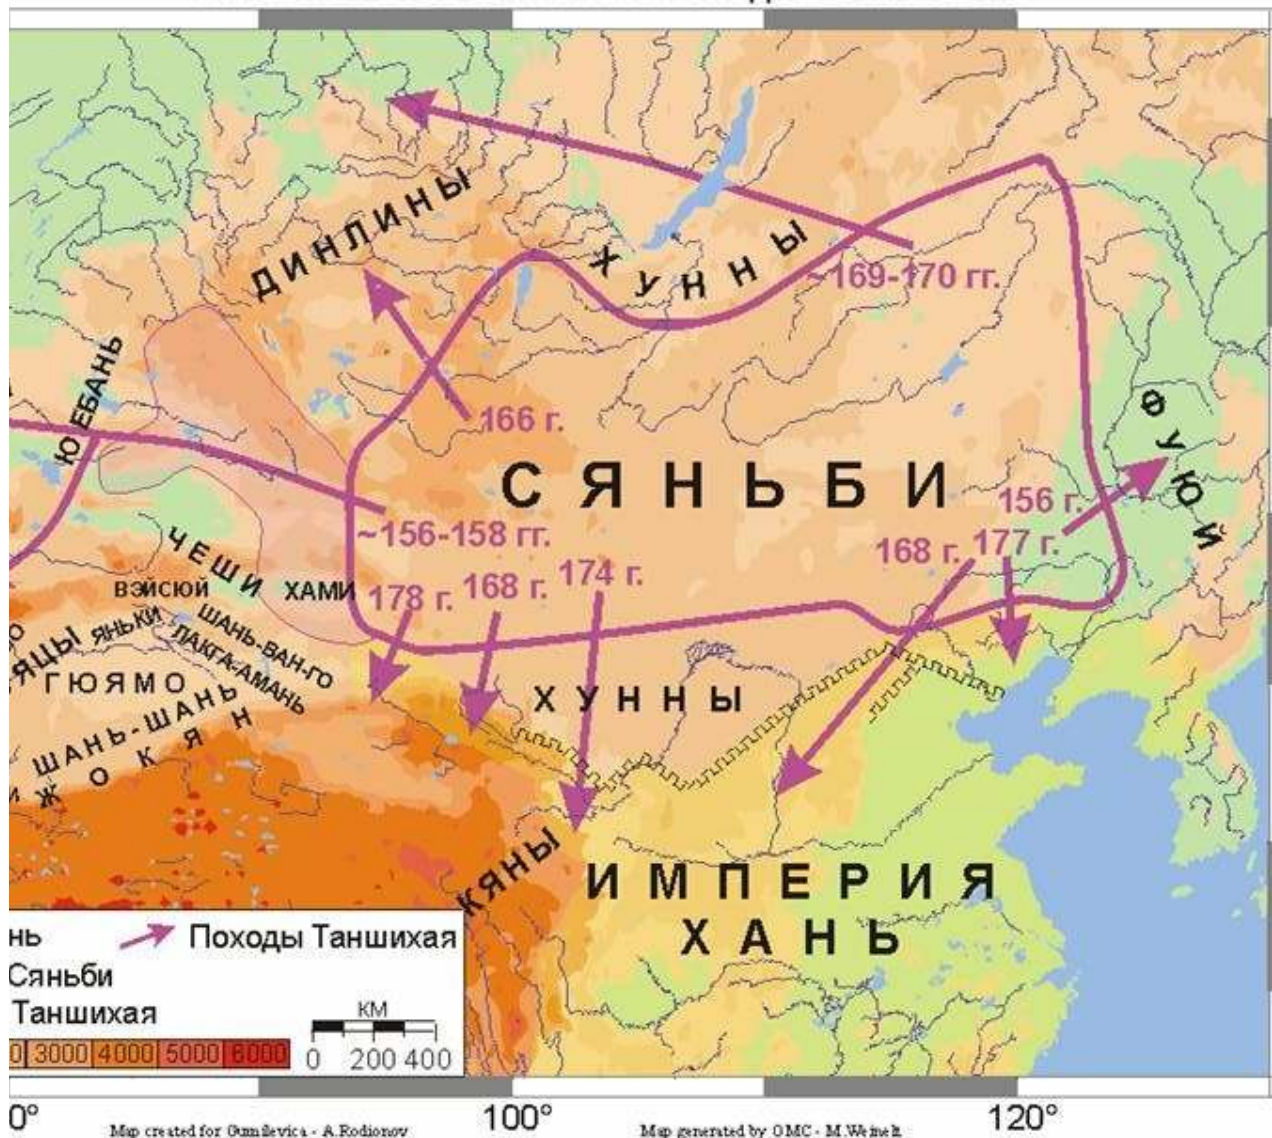 ДИНЛИНЫ
ХУННЫ
~169-170 гг.
ЮЕБАНЬ
166 г.
СЯНЬБИ
ФУЮЙ
156 г.
~156-158 гг.
168 г.
177 г.
ЧЕШИ
ВЭЙСЮЙ
ХАМИ
178 г.
168 г.
174 г.
ЯНЬКИ
ШАНЬ-ВАН-ГО
ЯЦЫ
ГЮЯМО
ХУННЫ
ШАНЬ-ШАНЬ
ЖОКЯН
КЯНЫ
ИМПЕРИЯ
ХАНЬ
нь
Походы Таншихая
Сяньби
Таншихая
КМ
0 3000 4000 5000 6000
0 200 400
0° 100° 120°
Map created for Gumilevica - A.Rodionov
Map generated by OMC - M.Weinelt